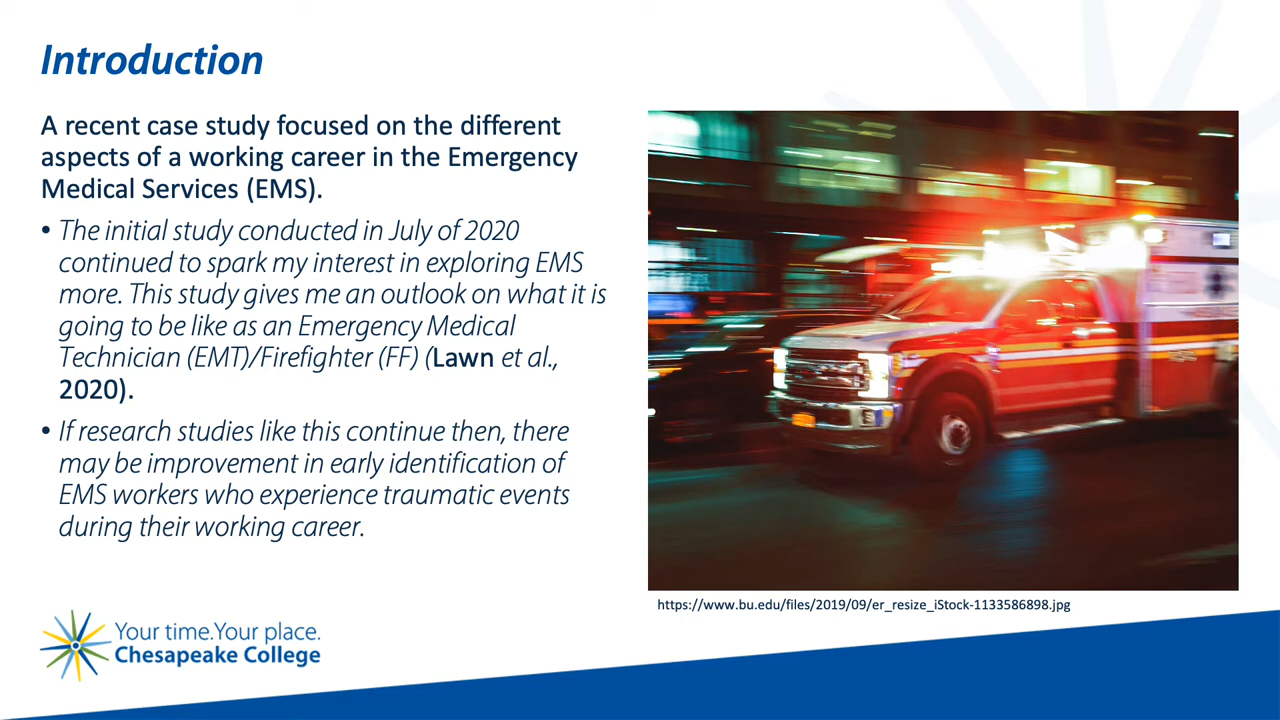 Introduction
A recent case study focused on the different
aspects of a working career in the Emergency
Medical Services (EMS).
• The initial study conducted in July of 2020
continued to spark my interest in exploring EMS
more. This study gives me an outlook on what it is
going to be like as an Emergency Medical
Technician (EMT)/Firefighter (FF) (Lawn et al.,
2020).
• If research studies like this continue then, there
may be improvement in early identification of
EMS workers who experience traumatic events
during their working career.
https://www.bu.edu/files/2019/09/er_resize_iStock-1133586898.jpg
Your time.Your place.
Chesapeake College